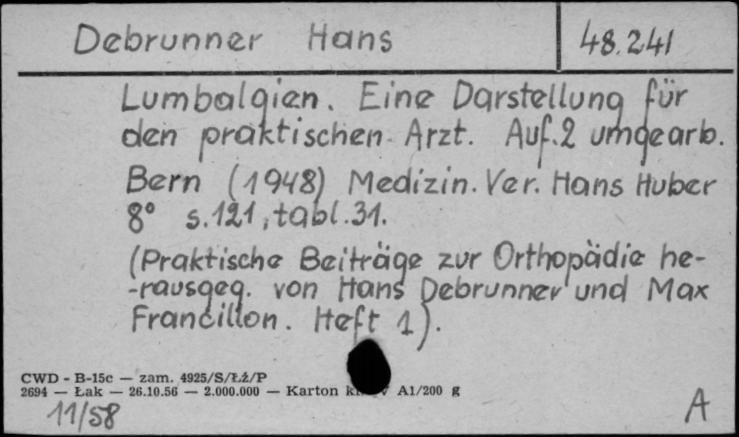 Debrunner Hans 48.241
Lumbalgien. Eine Darstellung für
den praktischen Arzt. Auf.2 umgearb.
Bern (1948) Medizin. Ver. Hans Huber
8° s.121, tabl.31.
(Praktische Beiträge zur Orthopädie he-
-rausgeg. von Hans Debrunner und Max
Francillon. Heft 1).
CWD - B-15c — zam. 4925/S/Łż/P
2694 — Łak — 26.10.56 — 2.000.000 — Karton A1/200 g
11/58 A